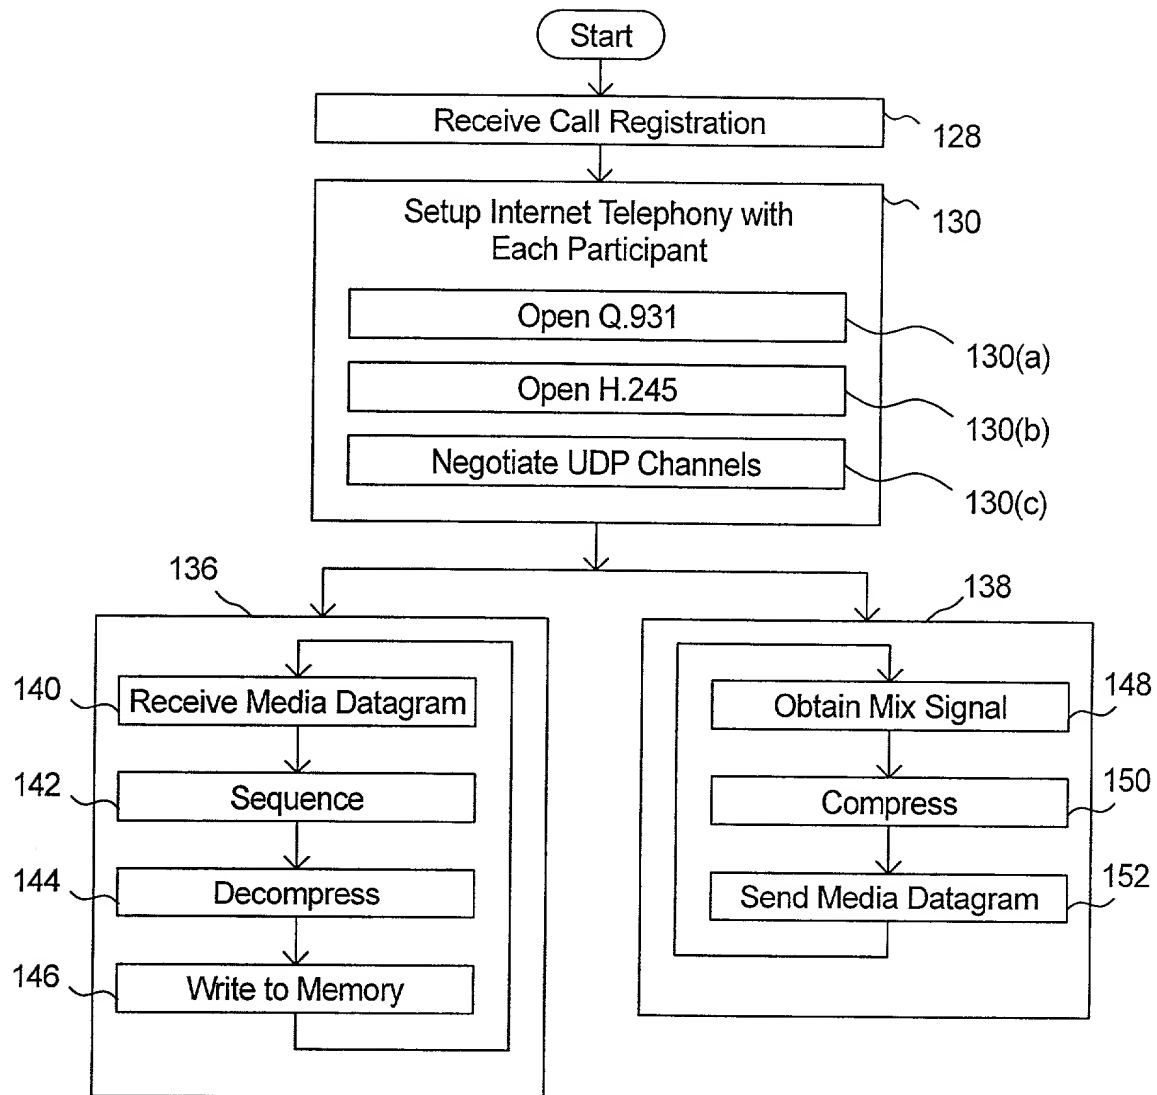 Start
Receive Call Registration
128
Setup Internet Telephony with
Each Participant
130
Open Q.931
130(a)
Open H.245
130(b)
Negotiate UDP Channels
130(c)
136
138
140
Receive Media Datagram
142
Sequence
144
Decompress
146
Write to Memory
Obtain Mix Signal
148
Compress
150
Send Media Datagram
152